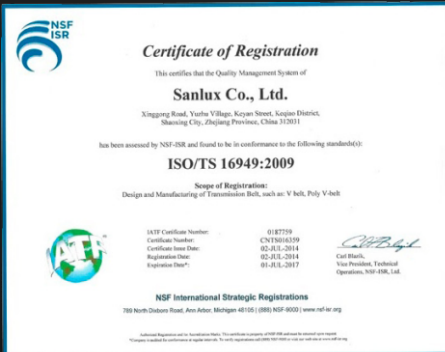 NSF
ISR
Certificate of Registration
This certifies that the Quality Management System of
Sanlux Co., Ltd.
Xinggong Road, Yuzhu Village, Keyan Street, Keqiao District,
Shaoxing City, Zhejiang Province, China 312031
has been assessed by NSF-ISR and found to be in conformance to the following standard(s):
ISO/TS 16949:2009
Scope of Registration:
Design and Manufacturing of Transmission Belt, such as: V belt, Poly V-belt
IATF
IATF Certificate Number: 0187759
Certificate Number: CNTS016359
Certificate Issue Date: 02-JUL-2014
Registration Date: 02-JUL-2014
Expiration Date*: 01-JUL-2017
Carl Blazik,
Vice President, Technical
Operations, NSF-ISR, Ltd.
NSF International Strategic Registrations
789 North Dixboro Road, Ann Arbor, Michigan 48105 | (888) NSF-9000 | www.nsf-isr.org